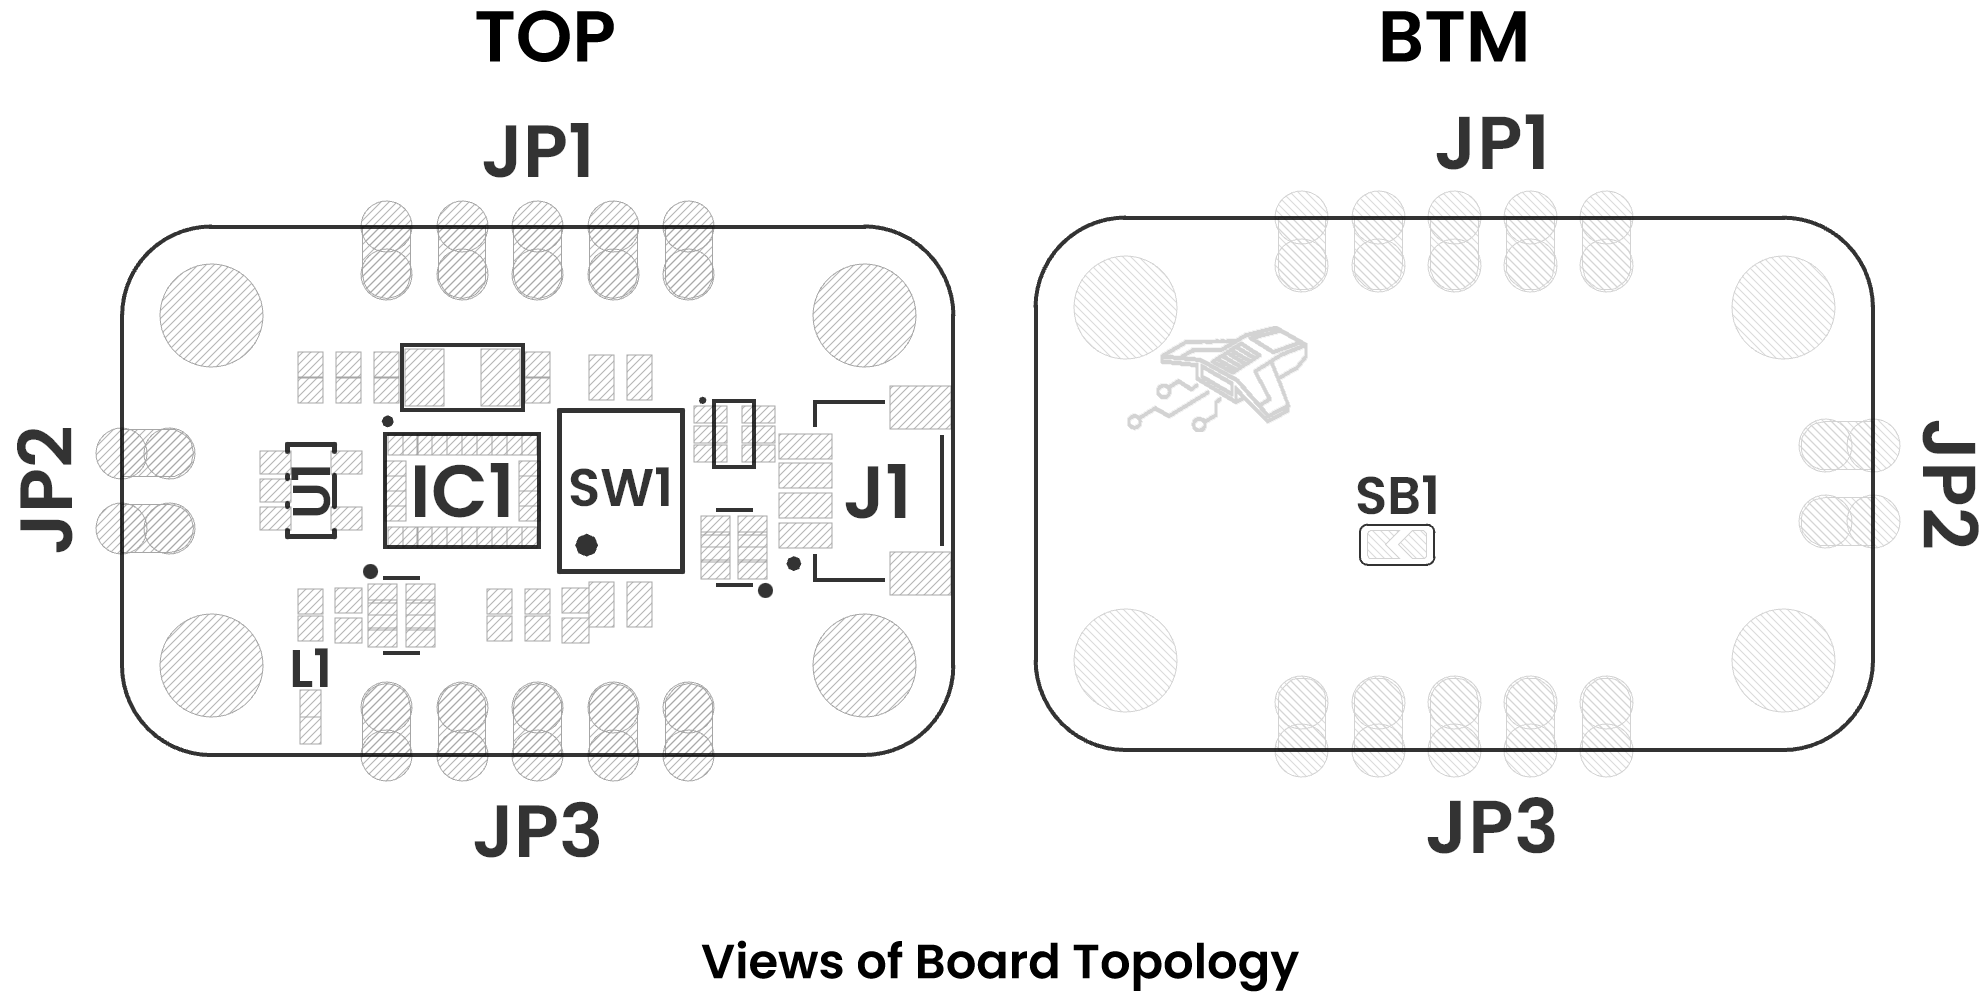 TOP
BTM
JP1
JP1
JP2
U1
IC1
SW1
J1
SB1
JP2
L1
JP3
JP3
Views of Board Topology